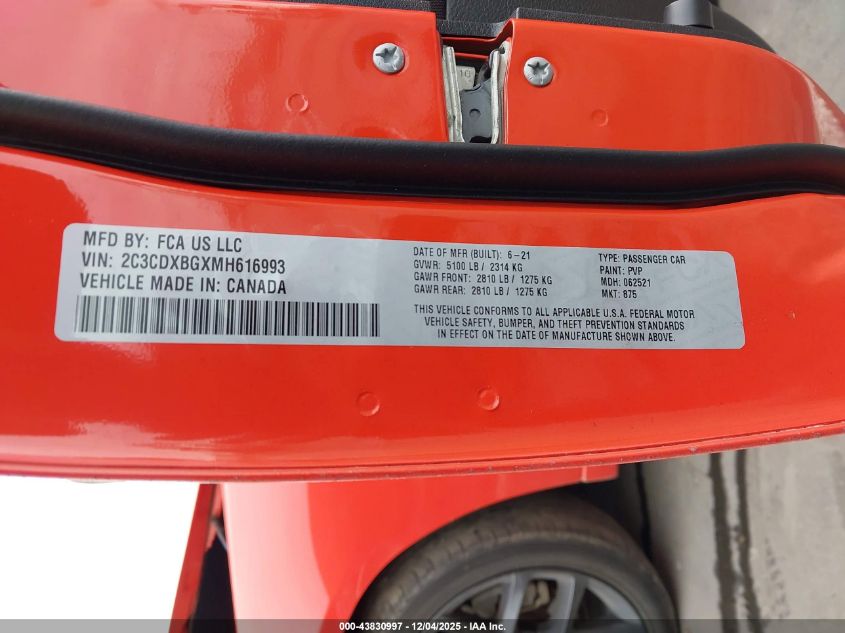 MFD BY: FCA US LLC
VIN: 2C3CDXBGXMH616993
VEHICLE MADE IN: CANADA
DATE OF MFR (BUILT): 6-21
GVWR: 5100 LB / 2314 KG
GAWR FRONT: 2810 LB / 1275 KG
GAWR REAR: 2810 LB / 1275 KG
TYPE: PASSENGER CAR
PAINT: PVP
MDH: 062521
MKT: 875
THIS VEHICLE CONFORMS TO ALL APPLICABLE U.S.A. FEDERAL MOTOR
VEHICLE SAFETY, BUMPER, AND THEFT PREVENTION STANDARDS
IN EFFECT ON THE DATE OF MANUFACTURE SHOWN ABOVE.
000-43830997 - 12/04/2025 - IAA Inc.